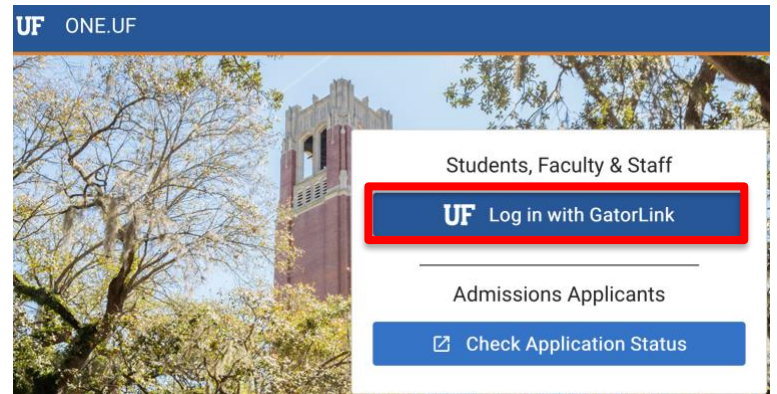 UF ONE.UF
Students, Faculty & Staff
UF Log in with GatorLink
Admissions Applicants
Check Application Status